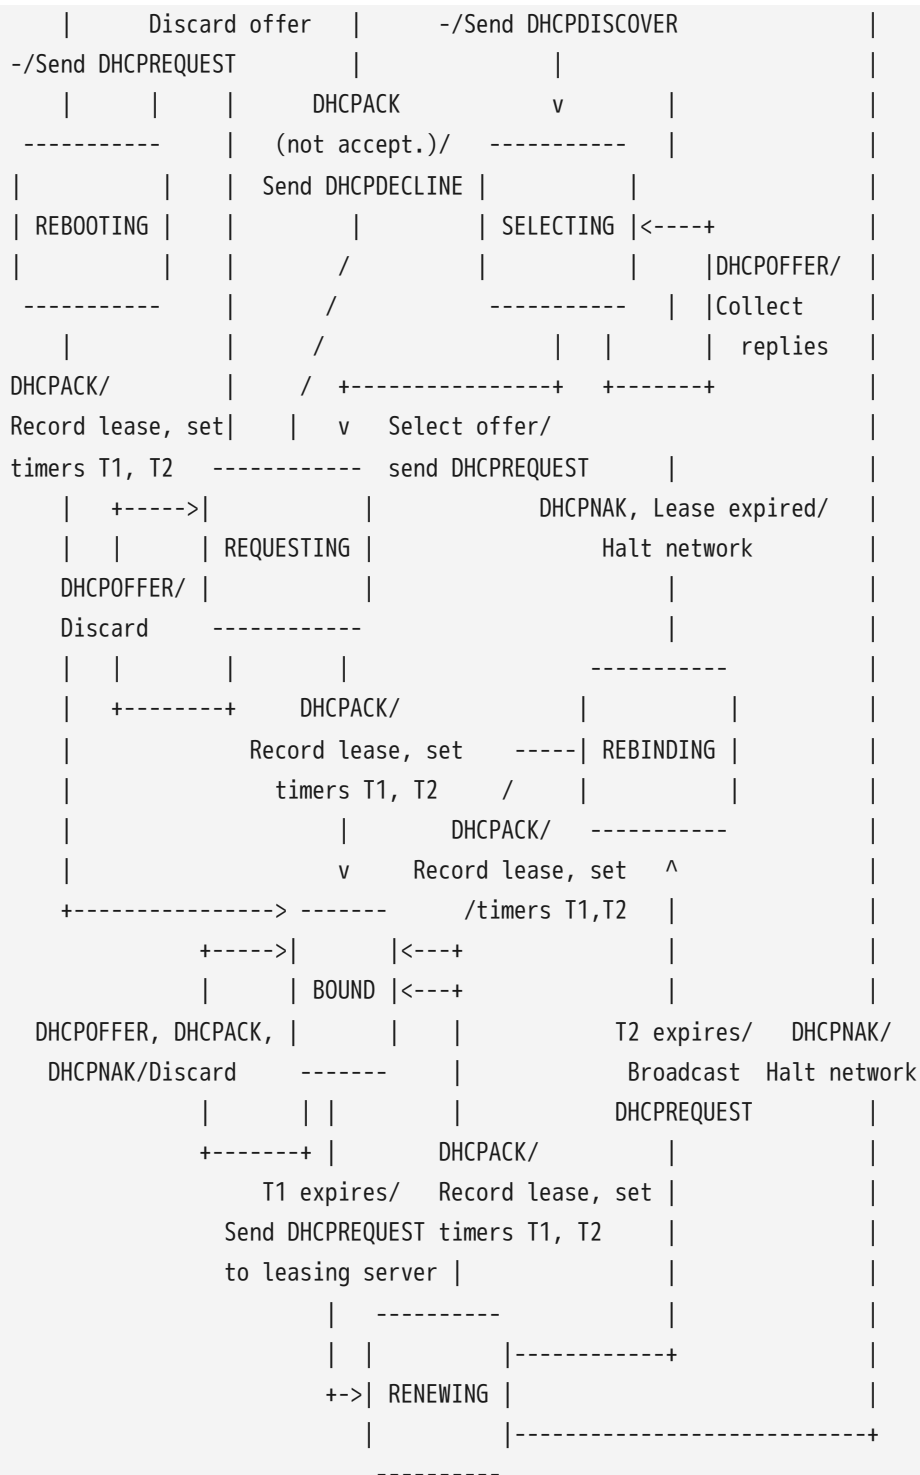 |      Discard offer   |      -/Send DHCPDISCOVER               |
-/Send DHCPREQUEST         |               |                        |
    |      |     |      DHCPACK            v        |               |
 -----------      |   (not accept.)/   -----------   |               |
|           |    |  Send DHCPDECLINE |           |                  |
| REBOOTING |    |         |         | SELECTING |<----+            |
|           |    |        /          |           |     |DHCPOFFER/  |
 -----------     |       /            -----------   |  |Collect     |
    |            |      /                  |   |       |  replies   |
DHCPACK/         |     / +----------------+   +-------+            |
Record lease, set|    |   v   Select offer/                         |
timers T1, T2   ------------  send DHCPREQUEST      |               |
    |   +----->|            |             DHCPNAK, Lease expired/   |
    |   |      | REQUESTING |                  Halt network         |
    DHCPOFFER/ |            |                       |               |
    Discard     ------------                        |               |
    |   |        |        |                   -----------           |
    |   +--------+     DHCPACK/              |           |          |
    |              Record lease, set    -----| REBINDING |          |
    |                timers T1, T2     /     |           |          |
    |                     |        DHCPACK/   -----------           |
    |                     v     Record lease, set   ^               |
    +----------------> -------      /timers T1,T2   |               |
               +----->|       |<---+                |               |
               |      | BOUND |<---+                |               |
  DHCPOFFER, DHCPACK, |       |    |            T2 expires/   DHCPNAK/
   DHCPNAK/Discard     -------     |             Broadcast  Halt network
               |       | |         |            DHCPREQUEST         |
               +-------+ |        DHCPACK/          |               |
                    T1 expires/   Record lease, set |               |
                 Send DHCPREQUEST timers T1, T2     |               |
                 to leasing server |                |               |
                         |   ----------             |               |
                         |  |          |------------+               |
                         +->| RENEWING |                            |
                            |          |----------------------------+
                             ----------